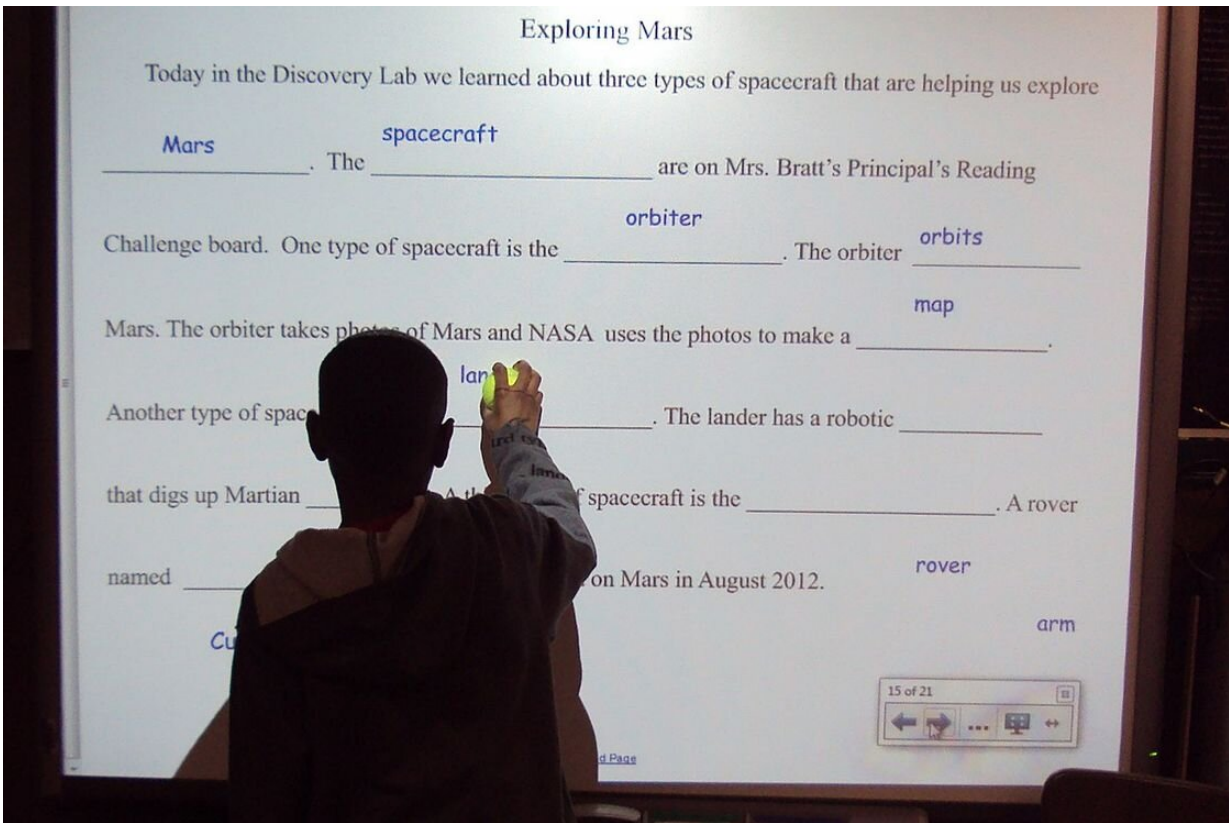 Exploring Mars
Today in the Discovery Lab we learned about three types of spacecraft that are helping us explore
Mars spacecraft
. The are on Mrs. Bratt's Principal's Reading
orbiter orbits
Challenge board. One type of spacecraft is the . The orbiter
map
Mars. The orbiter takes photos of Mars and NASA uses the photos to make a .
Another type of . The lander has a robotic
that digs up Martian spacecraft is the . A rover
named on Mars in August 2012.
rover
arm
15 of 21
Page